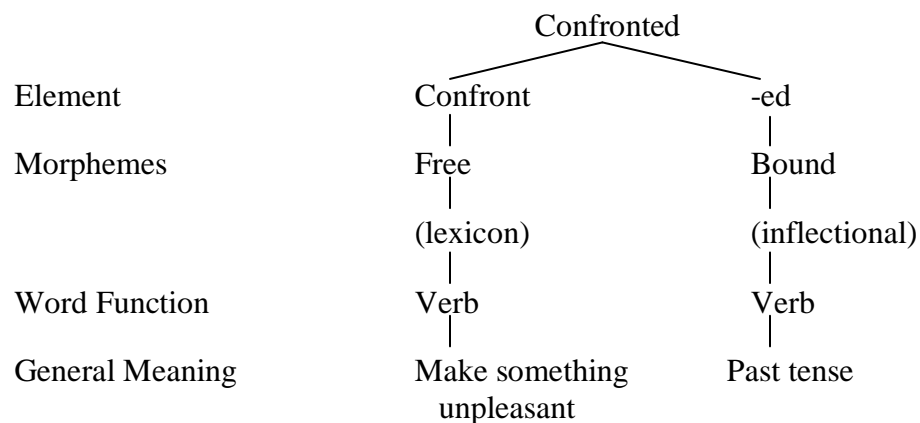 Confronted
Element Confront -ed
Morphemes Free Bound
(lexicon) (inflectional)
Word Function Verb Verb
General Meaning Make something Past tense
unpleasant